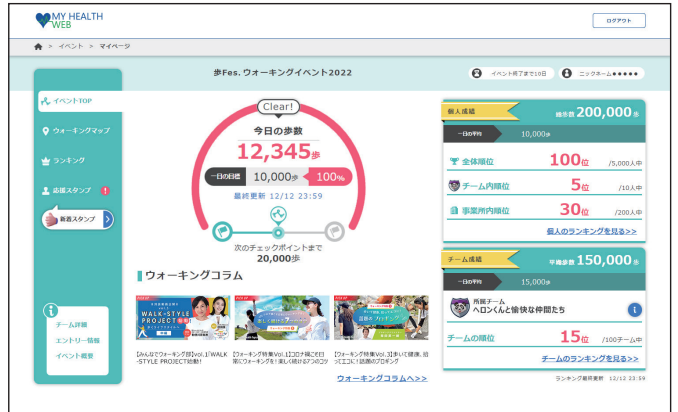 MY HEALTH
WEB
ログアウト
> イベント > マイページ
歩Fes.ウォーキングイベント2022
イベント終了まで10日
ニックネーム●●●●●
イベントTOP
ウォーキングマップ
ランキング
応援スタンプ
新着スタンプ
チーム詳細
エントリー情報
イベント概要
Clear!
今日の歩数
12,345歩
一日の目標 10,000歩 100%
最終更新 12/12 23:59
次のチェックポイントまで
20,000歩
ウォーキングコラム
WALK-STYLE
PROJECT
【みんなでウォーキング部】vol.1「WALK
-STYLE PROJECT」始動!
【ウォーキング特集Vol.1】コロナ禍こそ日
常にウォーキングを!楽しく続ける7つのコツ
【ウォーキング特集Vol.3】歩いて健康、拾
ってエコに!話題のプロギング
ウォーキングコラムへ>>
個人成績
総歩数 200,000歩
一日の平均 10,000歩
全体順位 100位 /5,000人中
チーム内順位 5位 /10人中
事業所内順位 30位 /200人中
個人のランキングを見る>>
チーム成績
平均歩数 150,000歩
一日の平均 15,000歩
所属チーム
ヘロンくんと愉快な仲間たち
チームの順位 15位 /100チーム中
チームのランキングを見る>>
ランキング最終更新 12/12 23:59